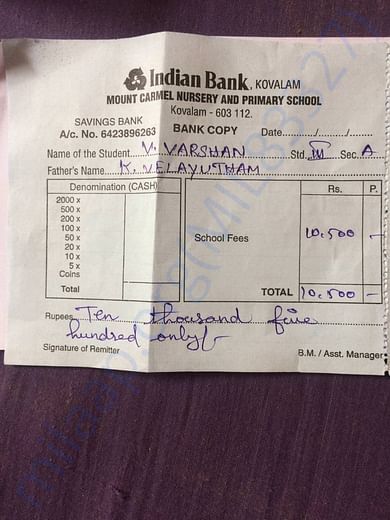 Indian Bank, KOVALAM
MOUNT CARMEL NURSERY AND PRIMARY SCHOOL
Kovalam - 603 112.
SAVINGS BANK
A/c. No. 6423896263 BANK COPY Date......./......./.......
Name of the Student V. VARSHAN Std. III Sec. A
Father's Name K. VELAYUTHAM
Denomination (CASH) Rs. P.
2000 x
500 x
200 x
100 x
50 x
20 x
10 x
5 x
Coins
School Fees 10,500 -
Total TOTAL 10,500 -
Rupees Ten thousand five
hundred only/-
Signature of Remitter B.M. / Asst. Manager